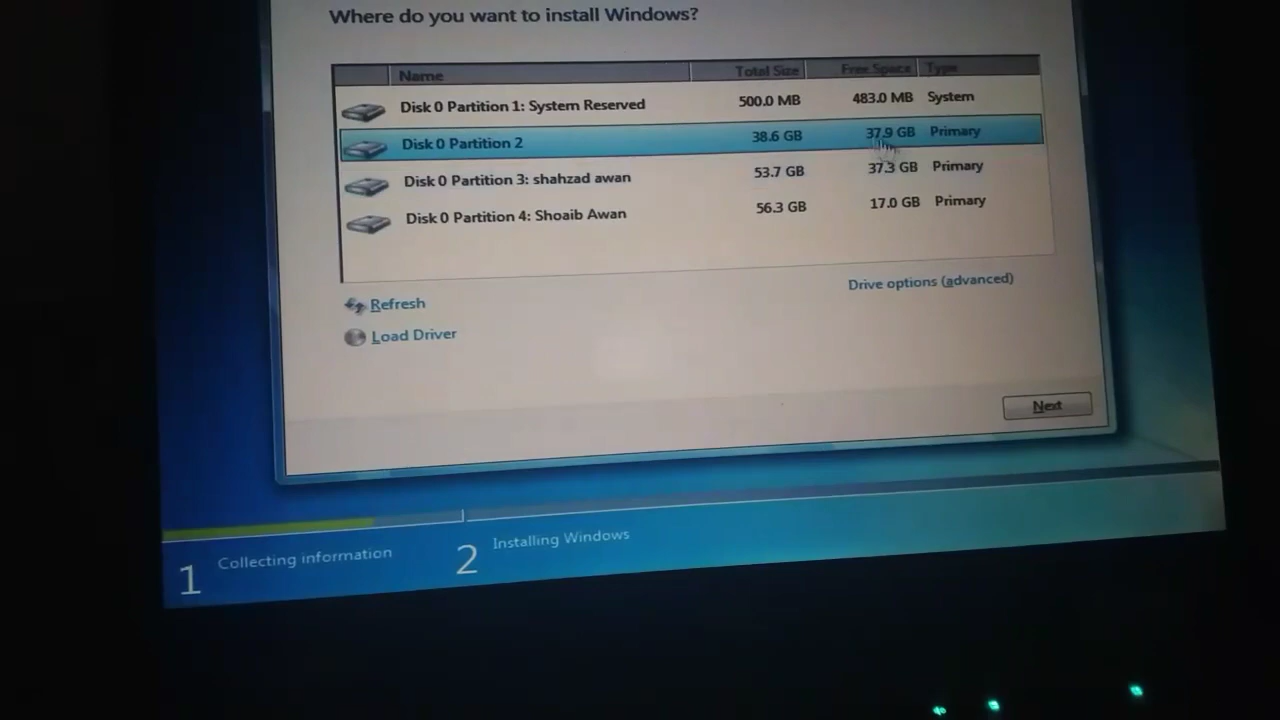 Where do you want to install Windows?
Name Total Size Free Space Type
Disk 0 Partition 1: System Reserved 500.0 MB 483.0 MB System
Disk 0 Partition 2 38.6 GB 37.9 GB Primary
Disk 0 Partition 3: shahzad awan 53.7 GB 37.3 GB Primary
Disk 0 Partition 4: Shoaib Awan 56.3 GB 17.0 GB Primary
Refresh
Drive options (advanced)
Load Driver
Next
1 Collecting information
2 Installing Windows